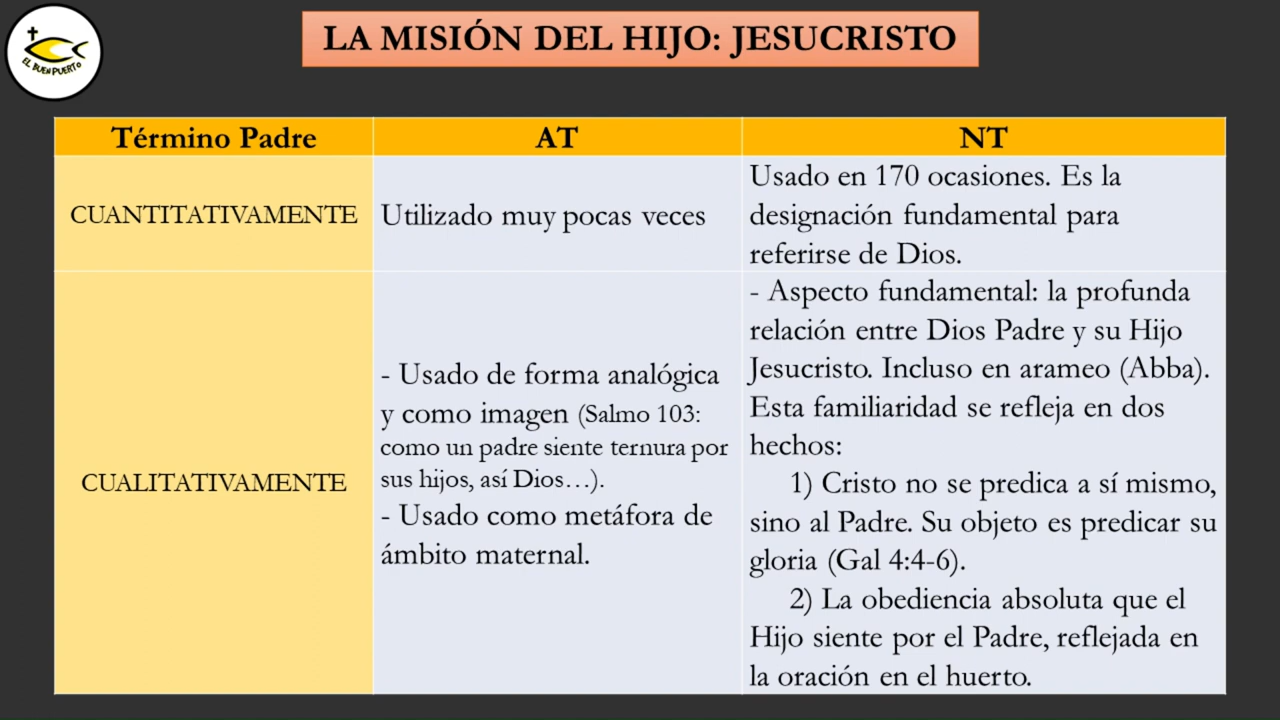 EL BUEN PUERTO
LA MISIÓN DEL HIJO: JESUCRISTO
Término Padre
AT
NT
CUANTITATIVAMENTE
Utilizado muy pocas veces
Usado en 170 ocasiones. Es la
designación fundamental para
referirse de Dios.
CUALITATIVAMENTE
- Usado de forma analógica
y como imagen (Salmo 103:
como un padre siente ternura por
sus hijos, así Dios…).
- Usado como metáfora de
ámbito maternal.
- Aspecto fundamental: la profunda
relación entre Dios Padre y su Hijo
Jesucristo. Incluso en arameo (Abba).
Esta familiaridad se refleja en dos
hechos:
1) Cristo no se predica a sí mismo,
sino al Padre. Su objeto es predicar su
gloria (Gal 4:4-6).
2) La obediencia absoluta que el
Hijo siente por el Padre, reflejada en
la oración en el huerto.